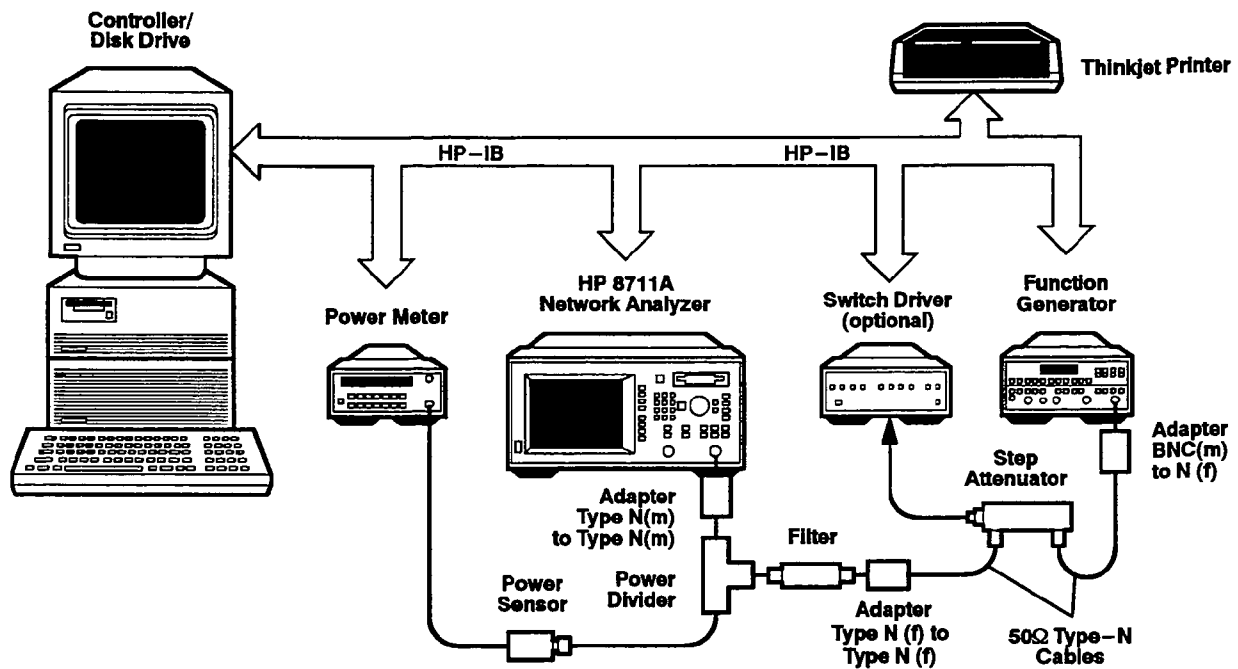 Controller/
Disk Drive
Thinkjet Printer
HP-IB
HP-IB
HP 8711A
Network Analyzer
Power Meter
Switch Driver
(optional)
Function
Generator
Adapter
BNC(m)
to N (f)
Step
Attenuator
Adapter
Type N(m)
to Type N(m)
Filter
Power
Sensor
Power
Divider
Adapter
Type N (f) to
Type N (f)
50Ω Type-N
Cables